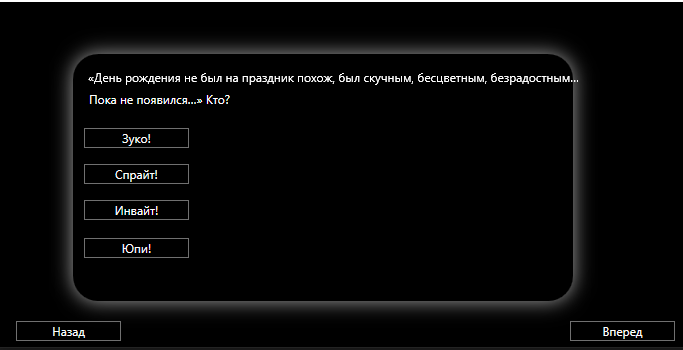 «День рождения не был на праздник похож, был скучным, бесцветным, безрадостным...
Пока не появился...» Кто?
Зуко!
Спрайт!
Инвайт!
Юпи!
Назад
Вперед